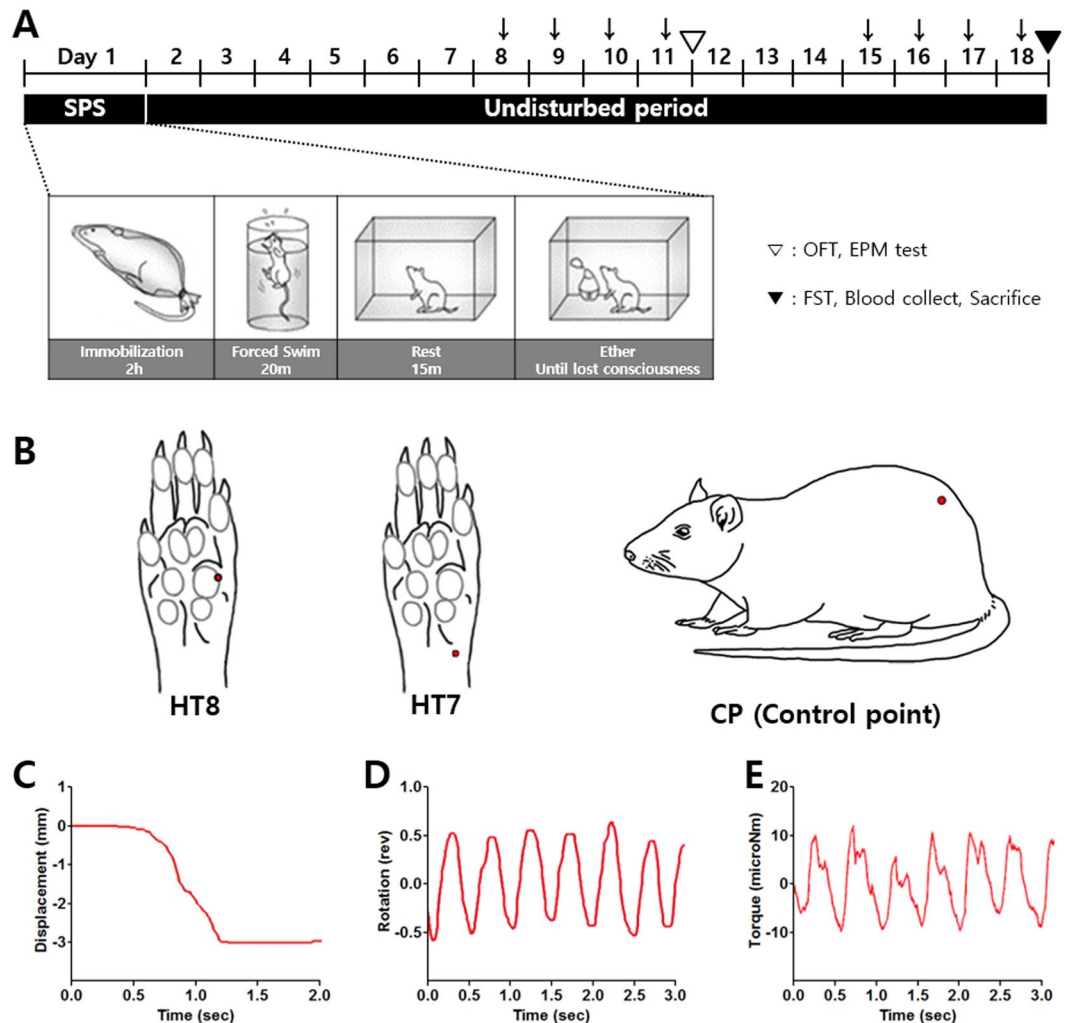 A
Day 1 2 3 4 5 6 7 8 9 10 11 12 13 14 15 16 17 18
SPS Undisturbed period
▽ : OFT, EPM test
▼ : FST, Blood collect, Sacrifice
Immobilization Forced Swim Rest Ether
2h 20m 15m Until lost consciousness
B
HT8 HT7 CP (Control point)
C
1
0
-1
-2
-3
Displacement (mm)
0.0 0.5 1.0 1.5 2.0
Time (sec)
D
1.0
0.5
0.0
-0.5
Rotation (rev)
0.0 0.5 1.0 1.5 2.0 2.5 3.0
Time (sec)
E
20
10
0
-10
Torque (microNm)
0.0 0.5 1.0 1.5 2.0 2.5 3.0
Time (sec)